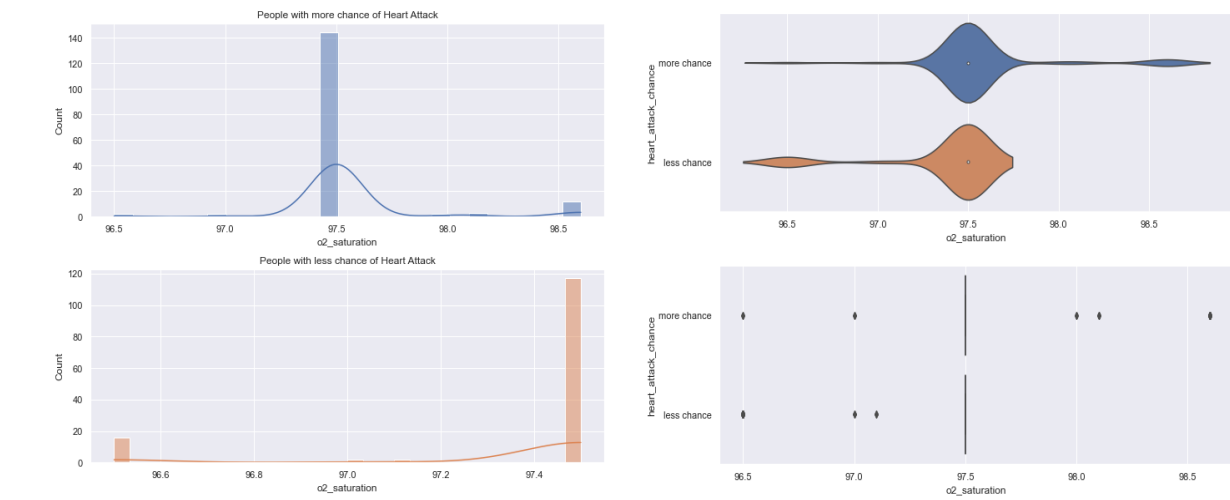 People with more chance of Heart Attack
140
120
100
80
60
40
20
0
Count
96.5 97.0 97.5 98.0 98.5
o2_saturation
People with less chance of Heart Attack
120
100
80
60
40
20
0
Count
96.6 96.8 97.0 97.2 97.4
o2_saturation
more chance
less chance
heart_attack_chance
96.5 97.0 97.5 98.0 98.5
o2_saturation
more chance
less chance
heart_attack_chance
96.5 97.0 97.5 98.0 98.5
o2_saturation